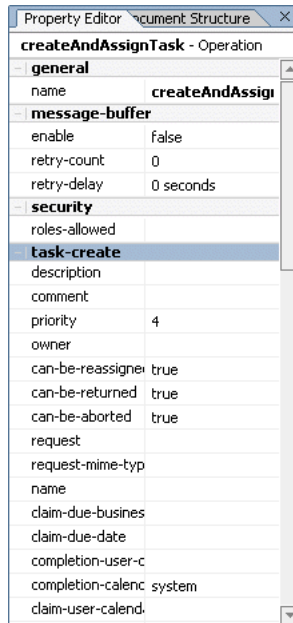 Property Editor ocument Structure
createAndAssignTask - Operation
general
name createAndAssig
message-buffer
enable false
retry-count 0
retry-delay 0 seconds
security
roles-allowed
task-create
description
comment
priority 4
owner
can-be-reassigne true
can-be-returned true
can-be-aborted true
request
request-mime-typ
name
claim-due-busines
claim-due-date
completion-user-c
completion-calenc system
claim-user-calend